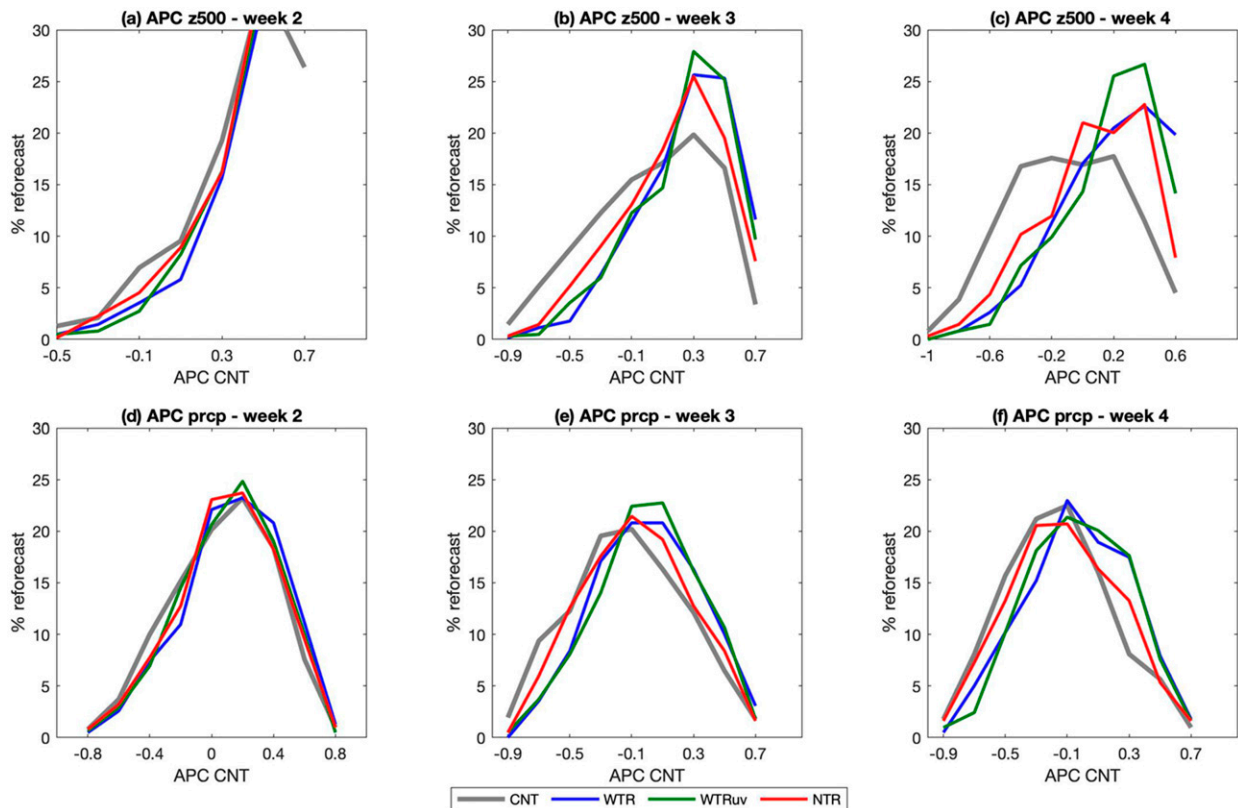 (a) APC z500 - week 2
30
25
20
15
10
5
0
% reforecast
-0.5 -0.1 0.3 0.7
APC CNT
(b) APC z500 - week 3
30
25
20
15
10
5
0
% reforecast
-0.9 -0.5 -0.1 0.3 0.7
APC CNT
(c) APC z500 - week 4
30
25
20
15
10
5
0
% reforecast
-1 -0.6 -0.2 0.2 0.6
APC CNT
(d) APC prcp - week 2
30
25
20
15
10
5
0
% reforecast
-0.8 -0.4 0 0.4 0.8
APC CNT
(e) APC prcp - week 3
30
25
20
15
10
5
0
% reforecast
-0.9 -0.5 -0.1 0.3 0.7
APC CNT
(f) APC prcp - week 4
30
25
20
15
10
5
0
% reforecast
-0.9 -0.5 -0.1 0.3 0.7
APC CNT
CNT WTR WTRuv NTR